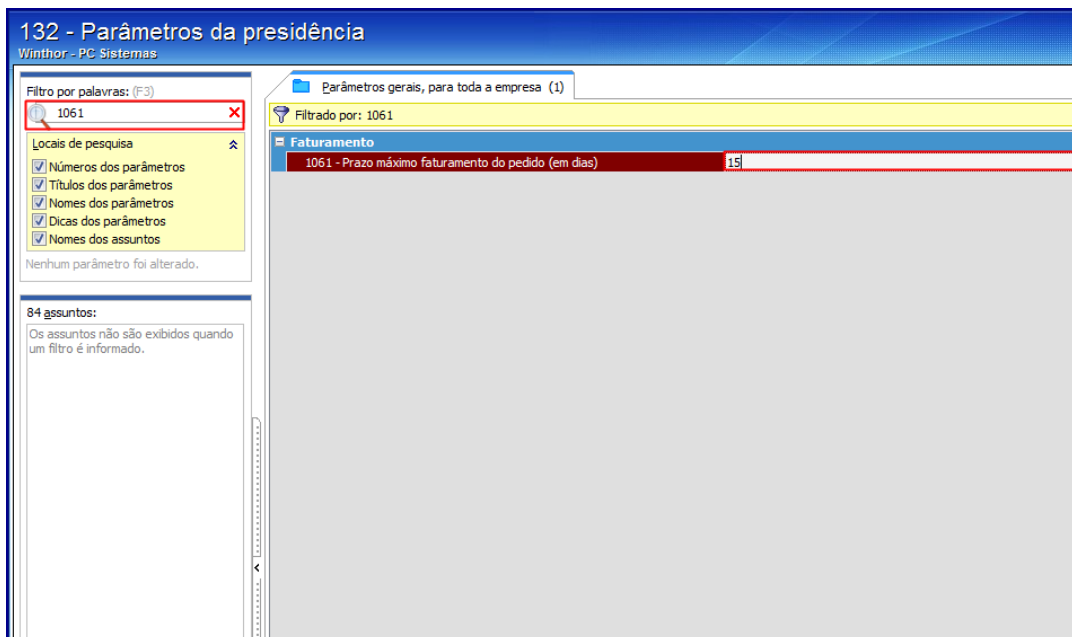 132 - Parâmetros da presidência
Winthor - PC Sistemas
Filtro por palavras: (F3)
1061
Locais de pesquisa
Números dos parâmetros
Títulos dos parâmetros
Nomes dos parâmetros
Dicas dos parâmetros
Nomes dos assuntos
Nenhum parâmetro foi alterado.
84 assuntos:
Os assuntos não são exibidos quando
um filtro é informado.
Parâmetros gerais, para toda a empresa (1)
Filtrado por: 1061
Faturamento
1061 - Prazo máximo faturamento do pedido (em dias) 15